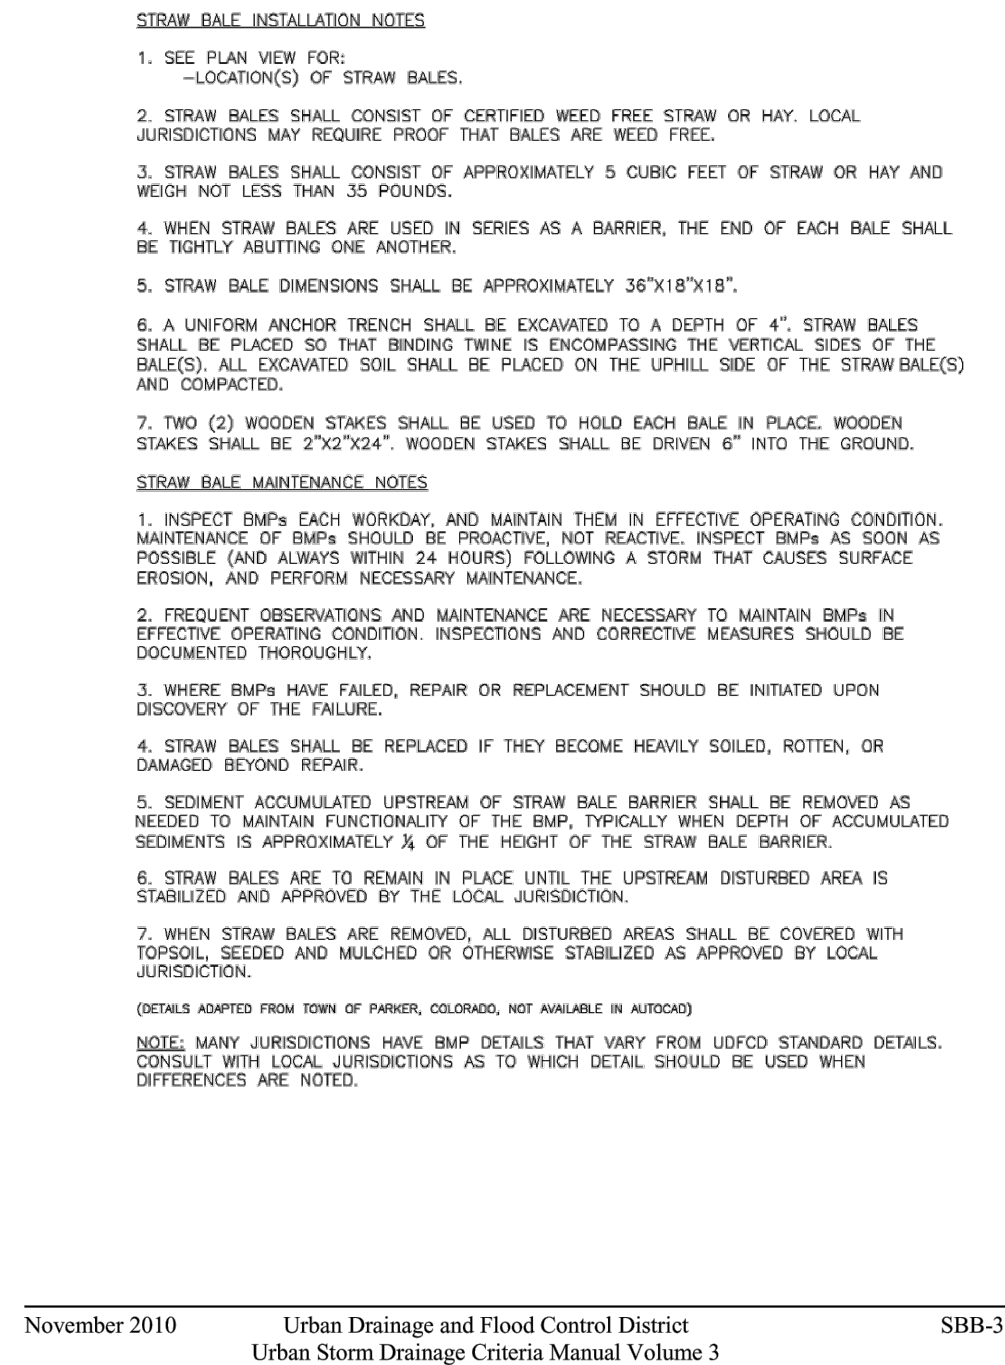 STRAW BALE INSTALLATION NOTES
1. SEE PLAN VIEW FOR:
-LOCATION(S) OF STRAW BALES.
2. STRAW BALES SHALL CONSIST OF CERTIFIED WEED FREE STRAW OR HAY. LOCAL
JURISDICTIONS MAY REQUIRE PROOF THAT BALES ARE WEED FREE.
3. STRAW BALES SHALL CONSIST OF APPROXIMATELY 5 CUBIC FEET OF STRAW OR HAY AND
WEIGH NOT LESS THAN 35 POUNDS.
4. WHEN STRAW BALES ARE USED IN SERIES AS A BARRIER, THE END OF EACH BALE SHALL
BE TIGHTLY ABUTTING ONE ANOTHER.
5. STRAW BALE DIMENSIONS SHALL BE APPROXIMATELY 36"X18"X18".
6. A UNIFORM ANCHOR TRENCH SHALL BE EXCAVATED TO A DEPTH OF 4". STRAW BALES
SHALL BE PLACED SO THAT BINDING TWINE IS ENCOMPASSING THE VERTICAL SIDES OF THE
BALE(S). ALL EXCAVATED SOIL SHALL BE PLACED ON THE UPHILL SIDE OF THE STRAW BALE(S)
AND COMPACTED.
7. TWO (2) WOODEN STAKES SHALL BE USED TO HOLD EACH BALE IN PLACE. WOODEN
STAKES SHALL BE 2"X2"X24". WOODEN STAKES SHALL BE DRIVEN 6" INTO THE GROUND.
STRAW BALE MAINTENANCE NOTES
1. INSPECT BMPs EACH WORKDAY, AND MAINTAIN THEM IN EFFECTIVE OPERATING CONDITION.
MAINTENANCE OF BMPs SHOULD BE PROACTIVE, NOT REACTIVE. INSPECT BMPs AS SOON AS
POSSIBLE (AND ALWAYS WITHIN 24 HOURS) FOLLOWING A STORM THAT CAUSES SURFACE
EROSION, AND PERFORM NECESSARY MAINTENANCE.
2. FREQUENT OBSERVATIONS AND MAINTENANCE ARE NECESSARY TO MAINTAIN BMPs IN
EFFECTIVE OPERATING CONDITION. INSPECTIONS AND CORRECTIVE MEASURES SHOULD BE
DOCUMENTED THOROUGHLY.
3. WHERE BMPs HAVE FAILED, REPAIR OR REPLACEMENT SHOULD BE INITIATED UPON
DISCOVERY OF THE FAILURE.
4. STRAW BALES SHALL BE REPLACED IF THEY BECOME HEAVILY SOILED, ROTTEN, OR
DAMAGED BEYOND REPAIR.
5. SEDIMENT ACCUMULATED UPSTREAM OF STRAW BALE BARRIER SHALL BE REMOVED AS
NEEDED TO MAINTAIN FUNCTIONALITY OF THE BMP, TYPICALLY WHEN DEPTH OF ACCUMULATED
SEDIMENTS IS APPROXIMATELY ¼ OF THE HEIGHT OF THE STRAW BALE BARRIER.
6. STRAW BALES ARE TO REMAIN IN PLACE UNTIL THE UPSTREAM DISTURBED AREA IS
STABILIZED AND APPROVED BY THE LOCAL JURISDICTION.
7. WHEN STRAW BALES ARE REMOVED, ALL DISTURBED AREAS SHALL BE COVERED WITH
TOPSOIL, SEEDED AND MULCHED OR OTHERWISE STABILIZED AS APPROVED BY LOCAL
JURISDICTION.
(DETAILS ADAPTED FROM TOWN OF PARKER, COLORADO, NOT AVAILABLE IN AUTOCAD)
NOTE: MANY JURISDICTIONS HAVE BMP DETAILS THAT VARY FROM UDFCD STANDARD DETAILS.
CONSULT WITH LOCAL JURISDICTIONS AS TO WHICH DETAIL SHOULD BE USED WHEN
DIFFERENCES ARE NOTED.
November 2010 Urban Drainage and Flood Control District SBB-3
Urban Storm Drainage Criteria Manual Volume 3